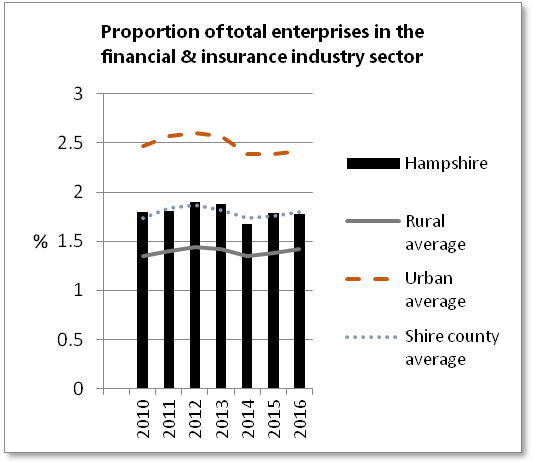 Proportion of total enterprises in the
financial & insurance industry sector
3
2.5
2
% 1.5
1
0.5
0
2010 2011 2012 2013 2014 2015 2016
Hampshire
Rural
average
Urban
average
Shire county
average